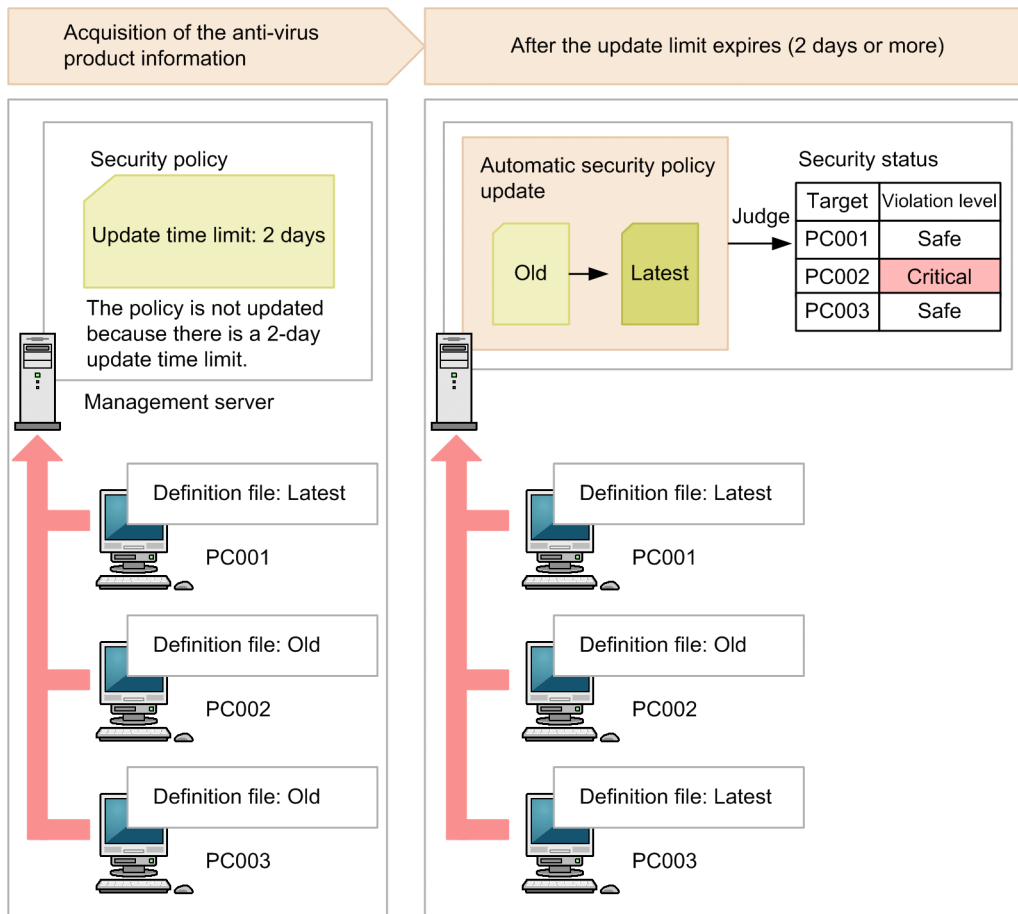 Acquisition of the anti-virus
product information
After the update limit expires (2 days or more)
Security policy
Update time limit: 2 days
The policy is not updated
because there is a 2-day
update time limit.
Management server
Definition file: Latest
PC001
Definition file: Old
PC002
Definition file: Old
PC003
Automatic security policy
update
Old
Latest
Judge
Security status
Target Violation level
PC001 Safe
PC002 Critical
PC003 Safe
Definition file: Latest
PC001
Definition file: Old
PC002
Definition file: Latest
PC003